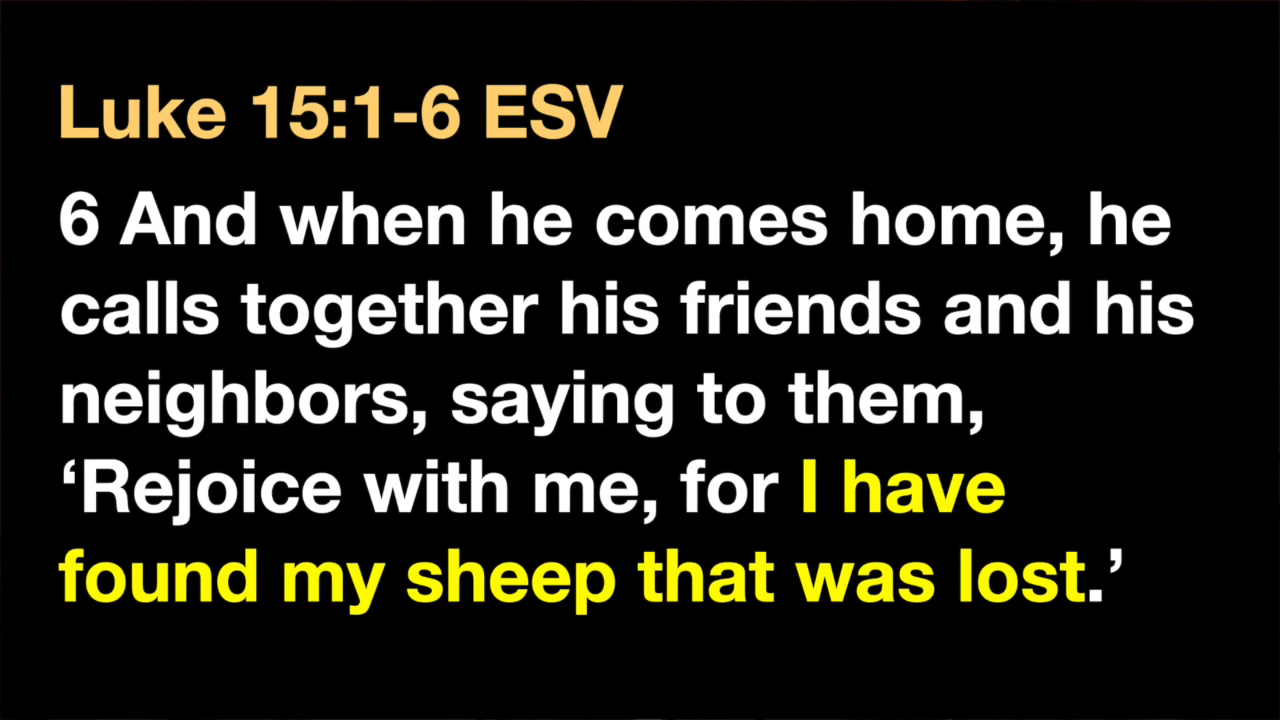 Luke 15:1-6 ESV
6 And when he comes home, he
calls together his friends and his
neighbors, saying to them,
‘Rejoice with me, for I have
found my sheep that was lost.’